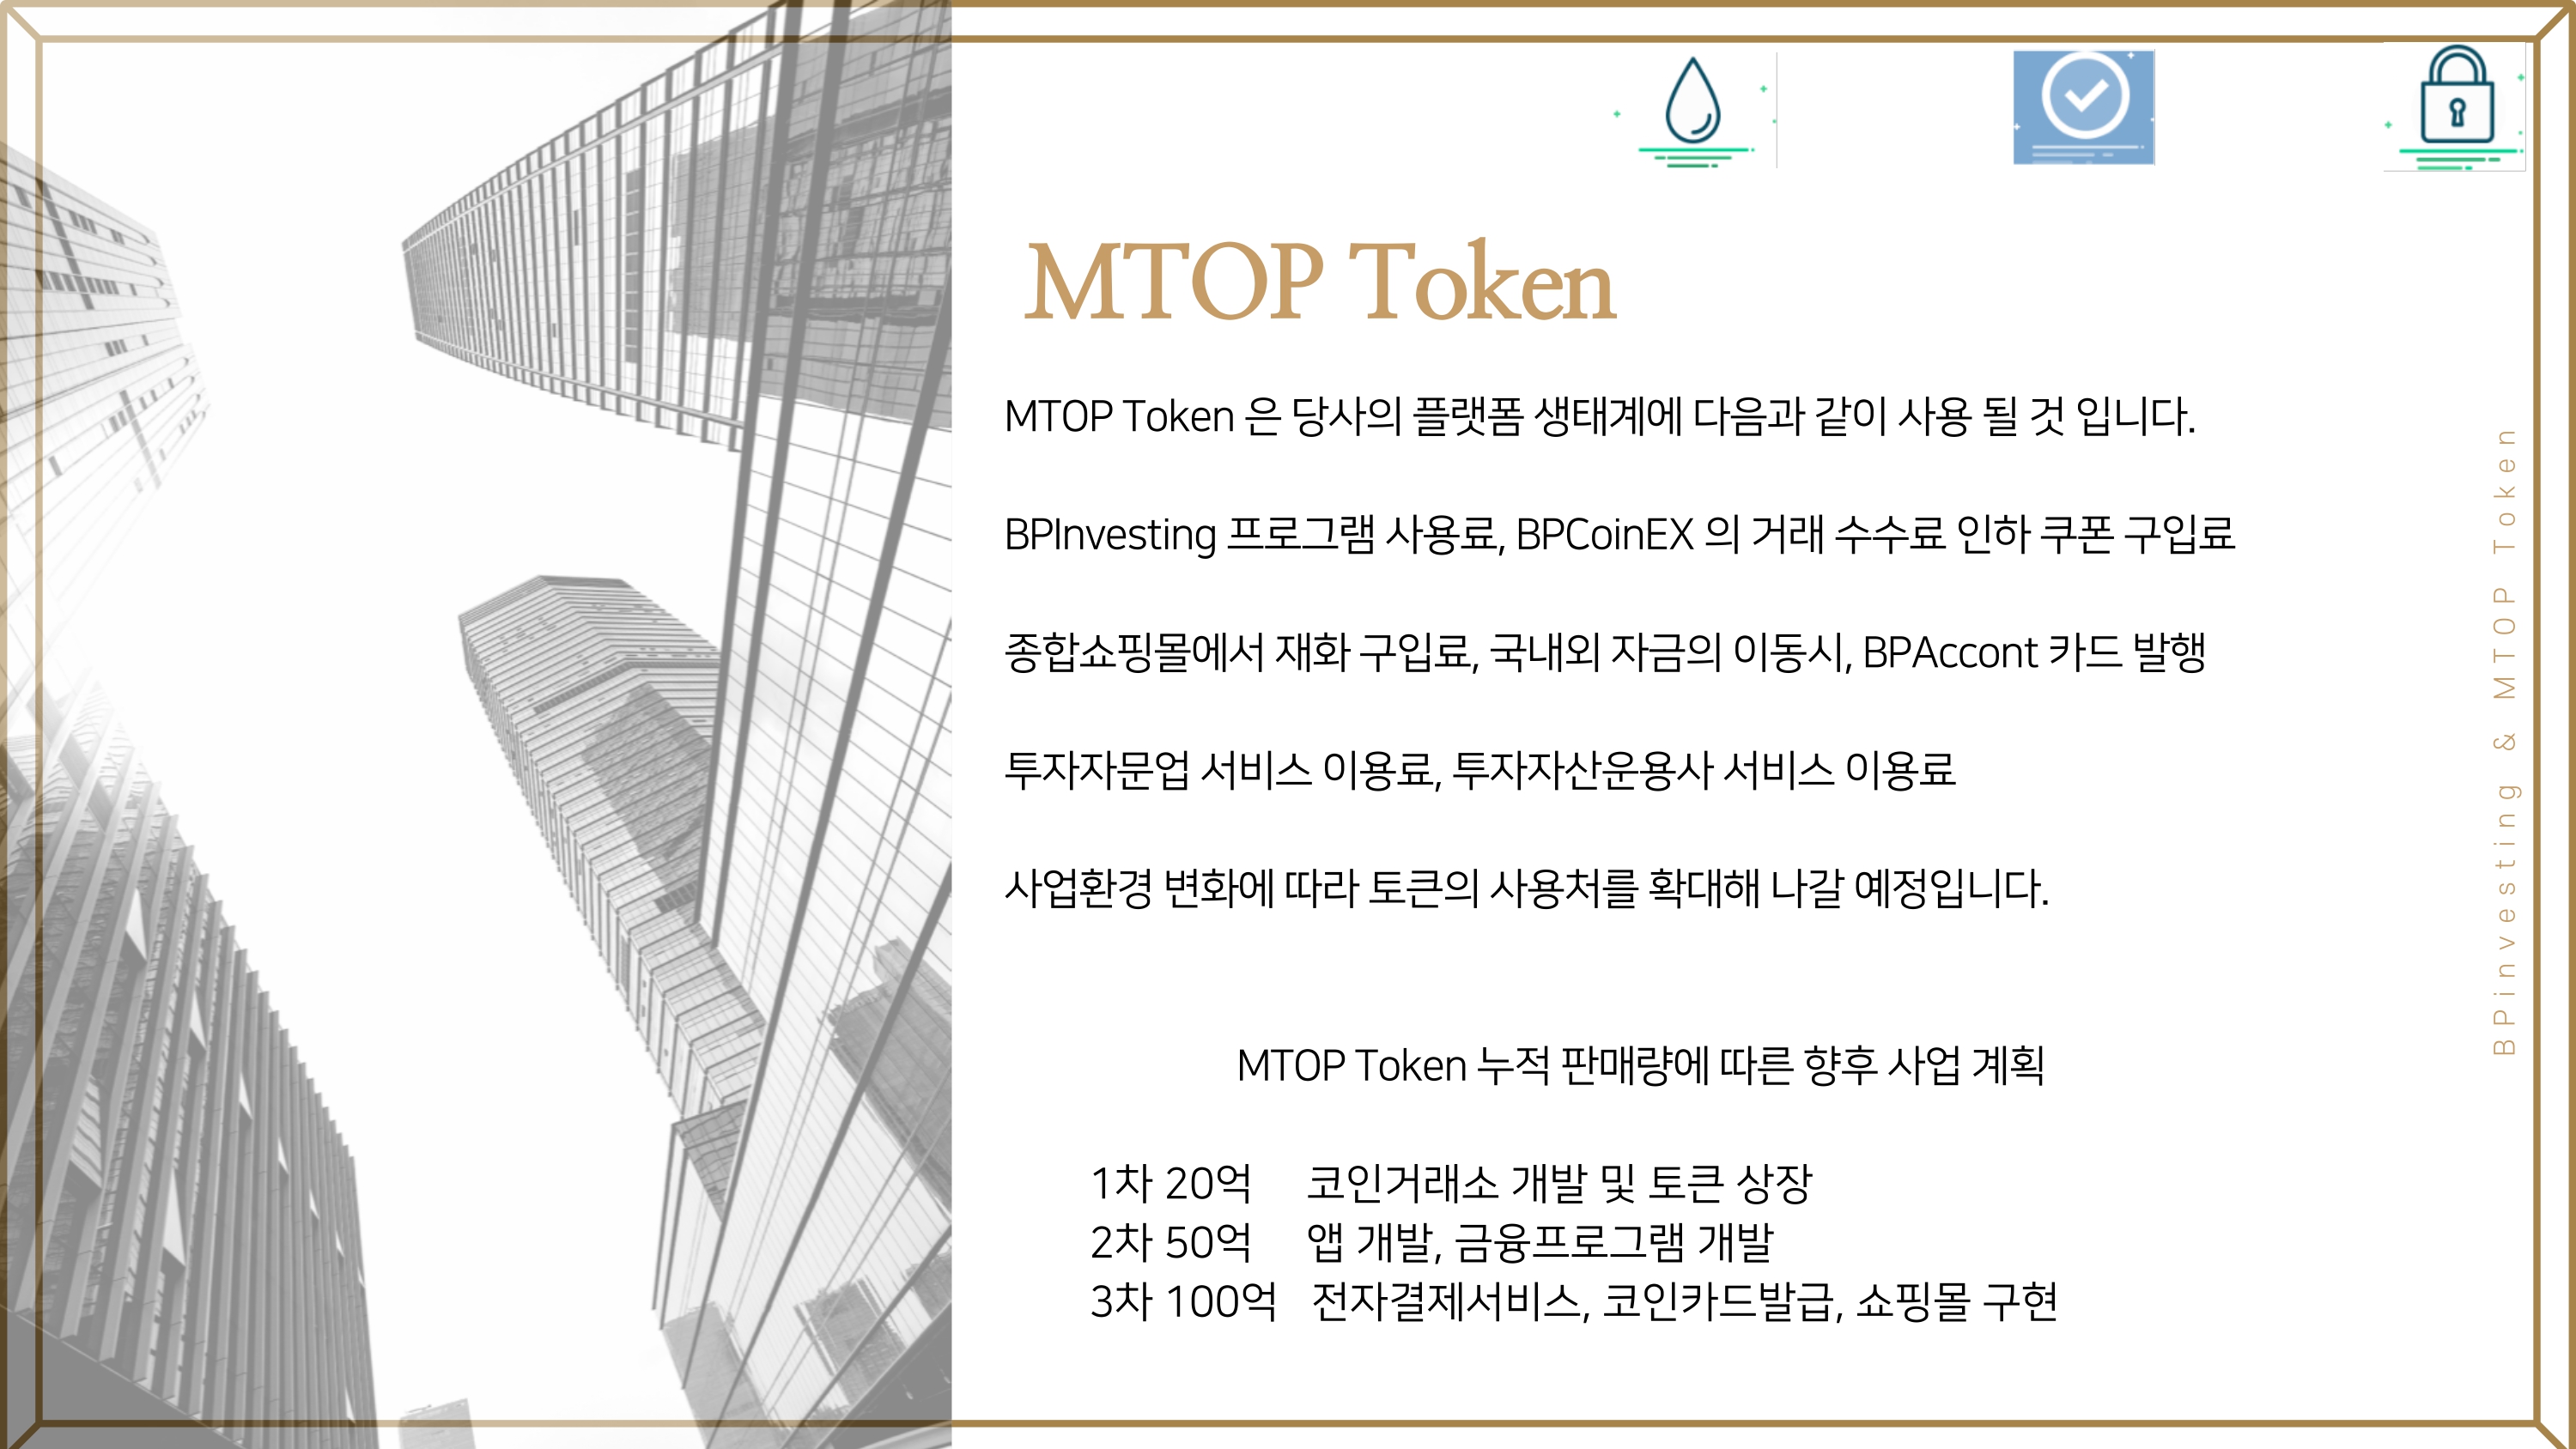 MTOP Token
MTOP Token 은 당사의 플랫폼 생태계에 다음과 같이 사용 될 것 입니다.
BPInvesting 프로그램 사용료, BPCoinEX 의 거래 수수료 인하 쿠폰 구입료
종합쇼핑몰에서 재화 구입료, 국내외 자금의 이동시, BPAccont 카드 발행
투자자문업 서비스 이용료, 투자자산운용사 서비스 이용료
사업환경 변화에 따라 토큰의 사용처를 확대해 나갈 예정입니다.
MTOP Token 누적 판매량에 따른 향후 사업 계획
1차 20억 코인거래소 개발 및 토큰 상장
2차 50억 앱 개발, 금융프로그램 개발
3차 100억 전자결제서비스, 코인카드발급, 쇼핑몰 구현
BPinvesting & MTOP Token